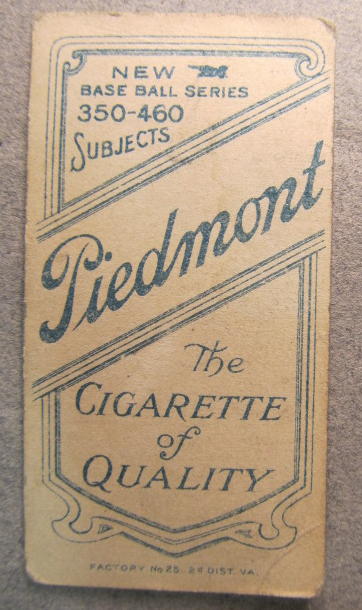 NEW
BASE BALL SERIES
350-460
SUBJECTS
Piedmont
The
CIGARETTE
of
QUALITY
FACTORY No 25. 2d DIST. VA.